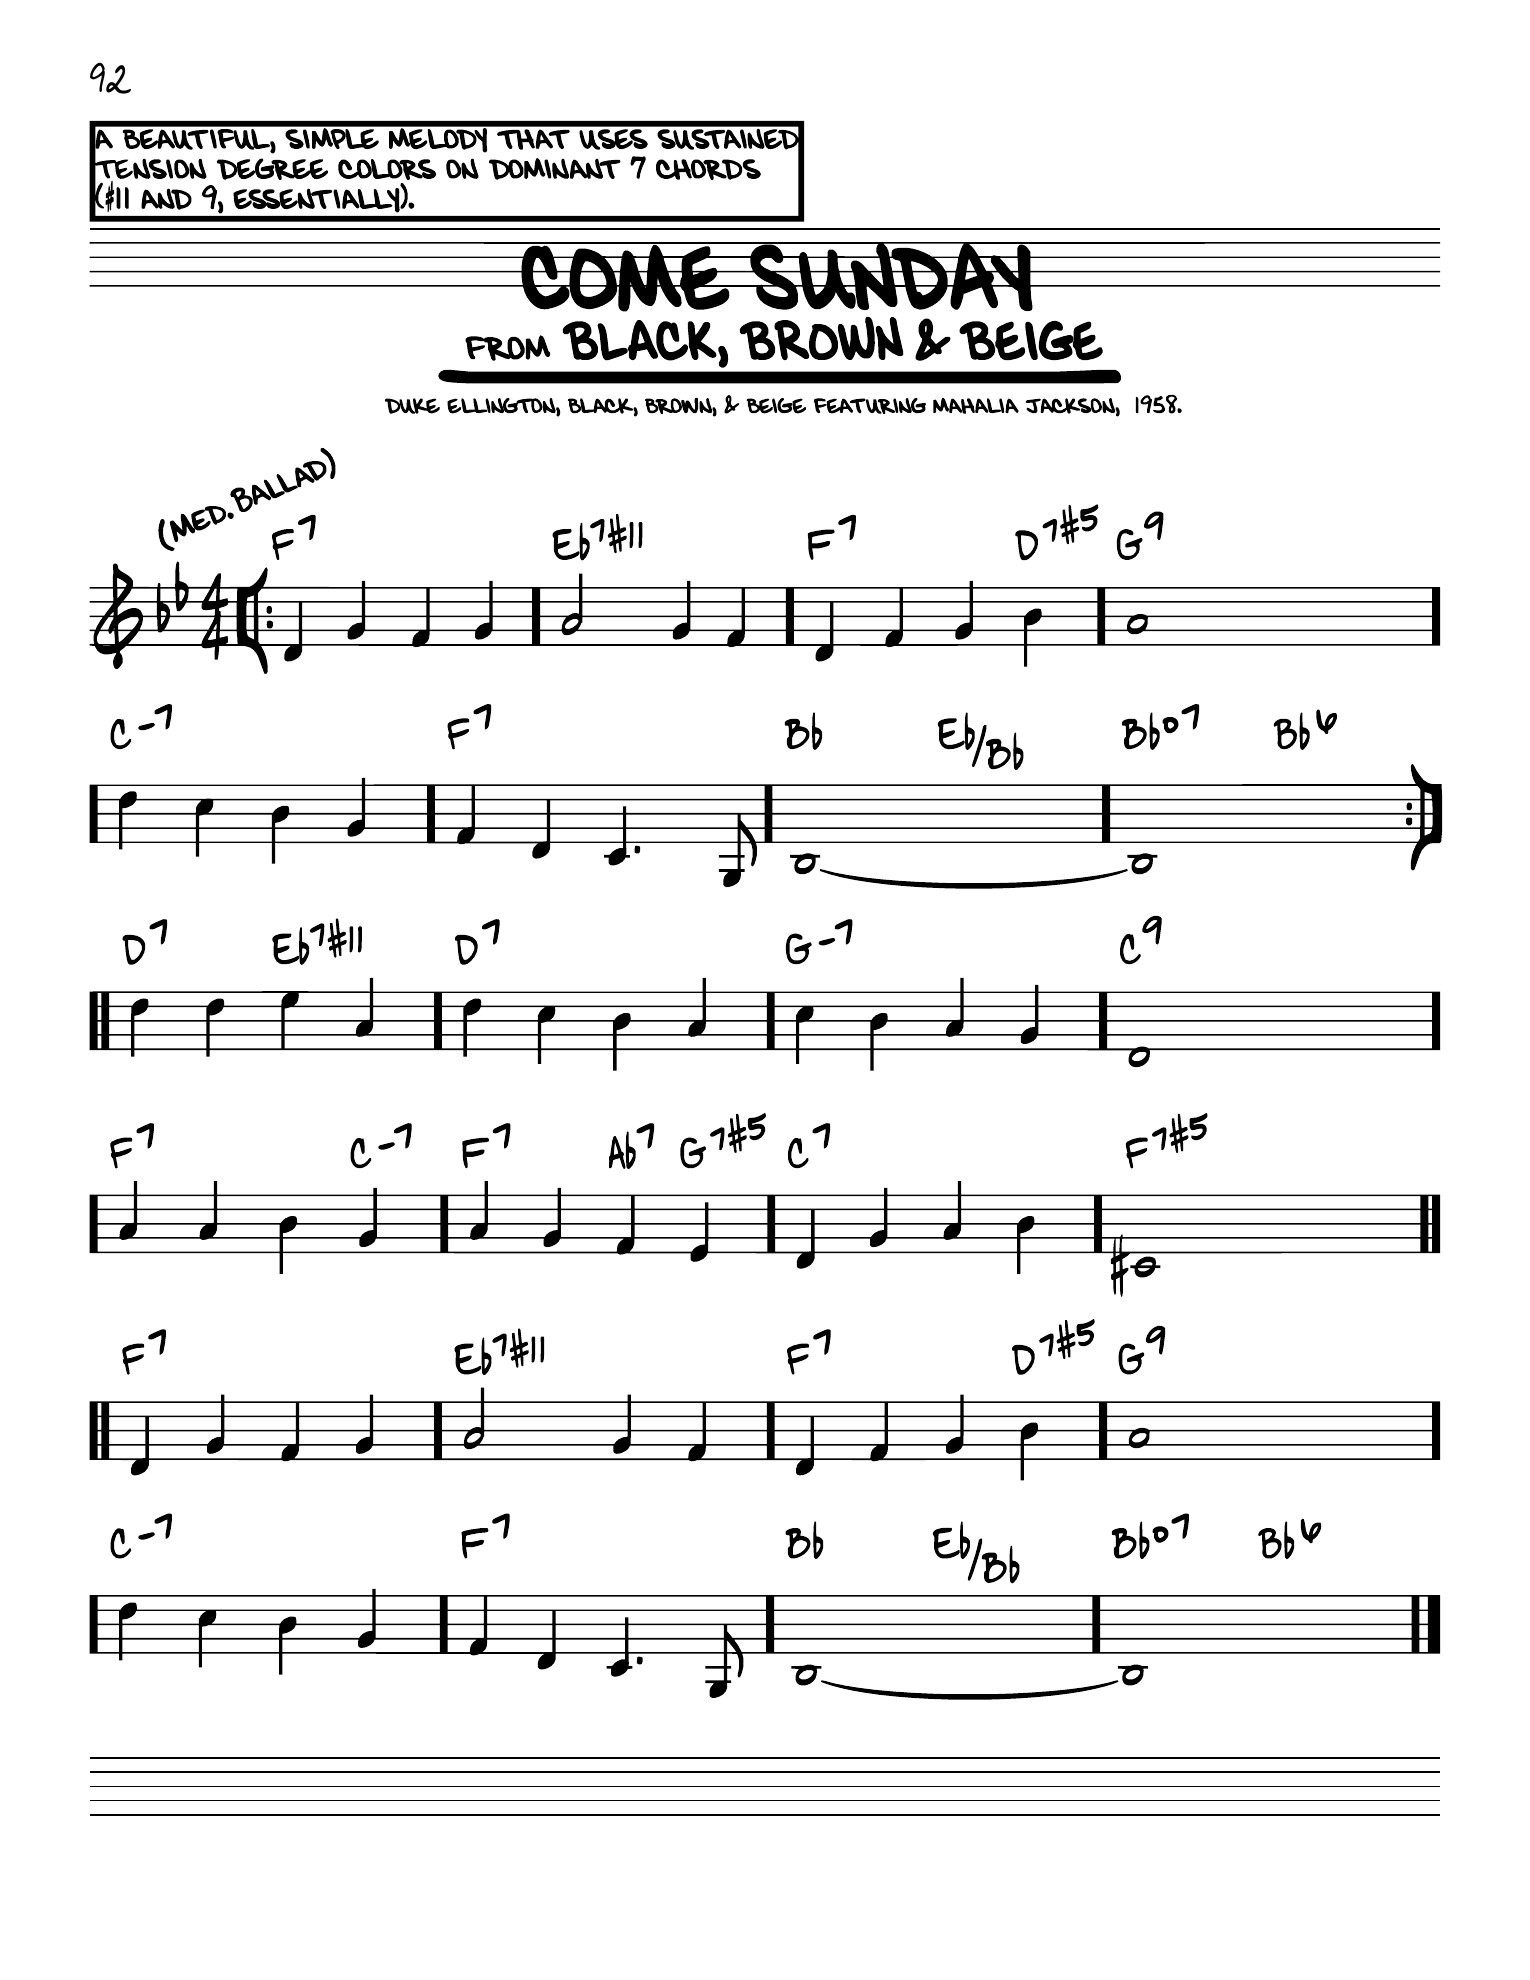 92
A BEAUTIFUL, SIMPLE MELODY THAT USES SUSTAINED
TENSION DEGREE COLORS ON DOMINANT 7 CHORDS
(#11 AND 9, ESSENTIALLY).
COME SUNDAY
FROM BLACK, BROWN & BEIGE
DUKE ELLINGTON, BLACK, BROWN, & BEIGE FEATURING MAHALIA JACKSON, 1958.
(MED. BALLAD)
F7 Eb7#11 F7 D7#5 G9
4
4
C-7 F7 Bb Eb/Bb Bbo7 Bb6
D7 Eb7#11 D7 G-7 C9
F7 C-7 F7 Ab7 G7#5 C7 F7#5
F7 Eb7#11 F7 D7#5 G9
C-7 F7 Bb Eb/Bb Bbo7 Bb6